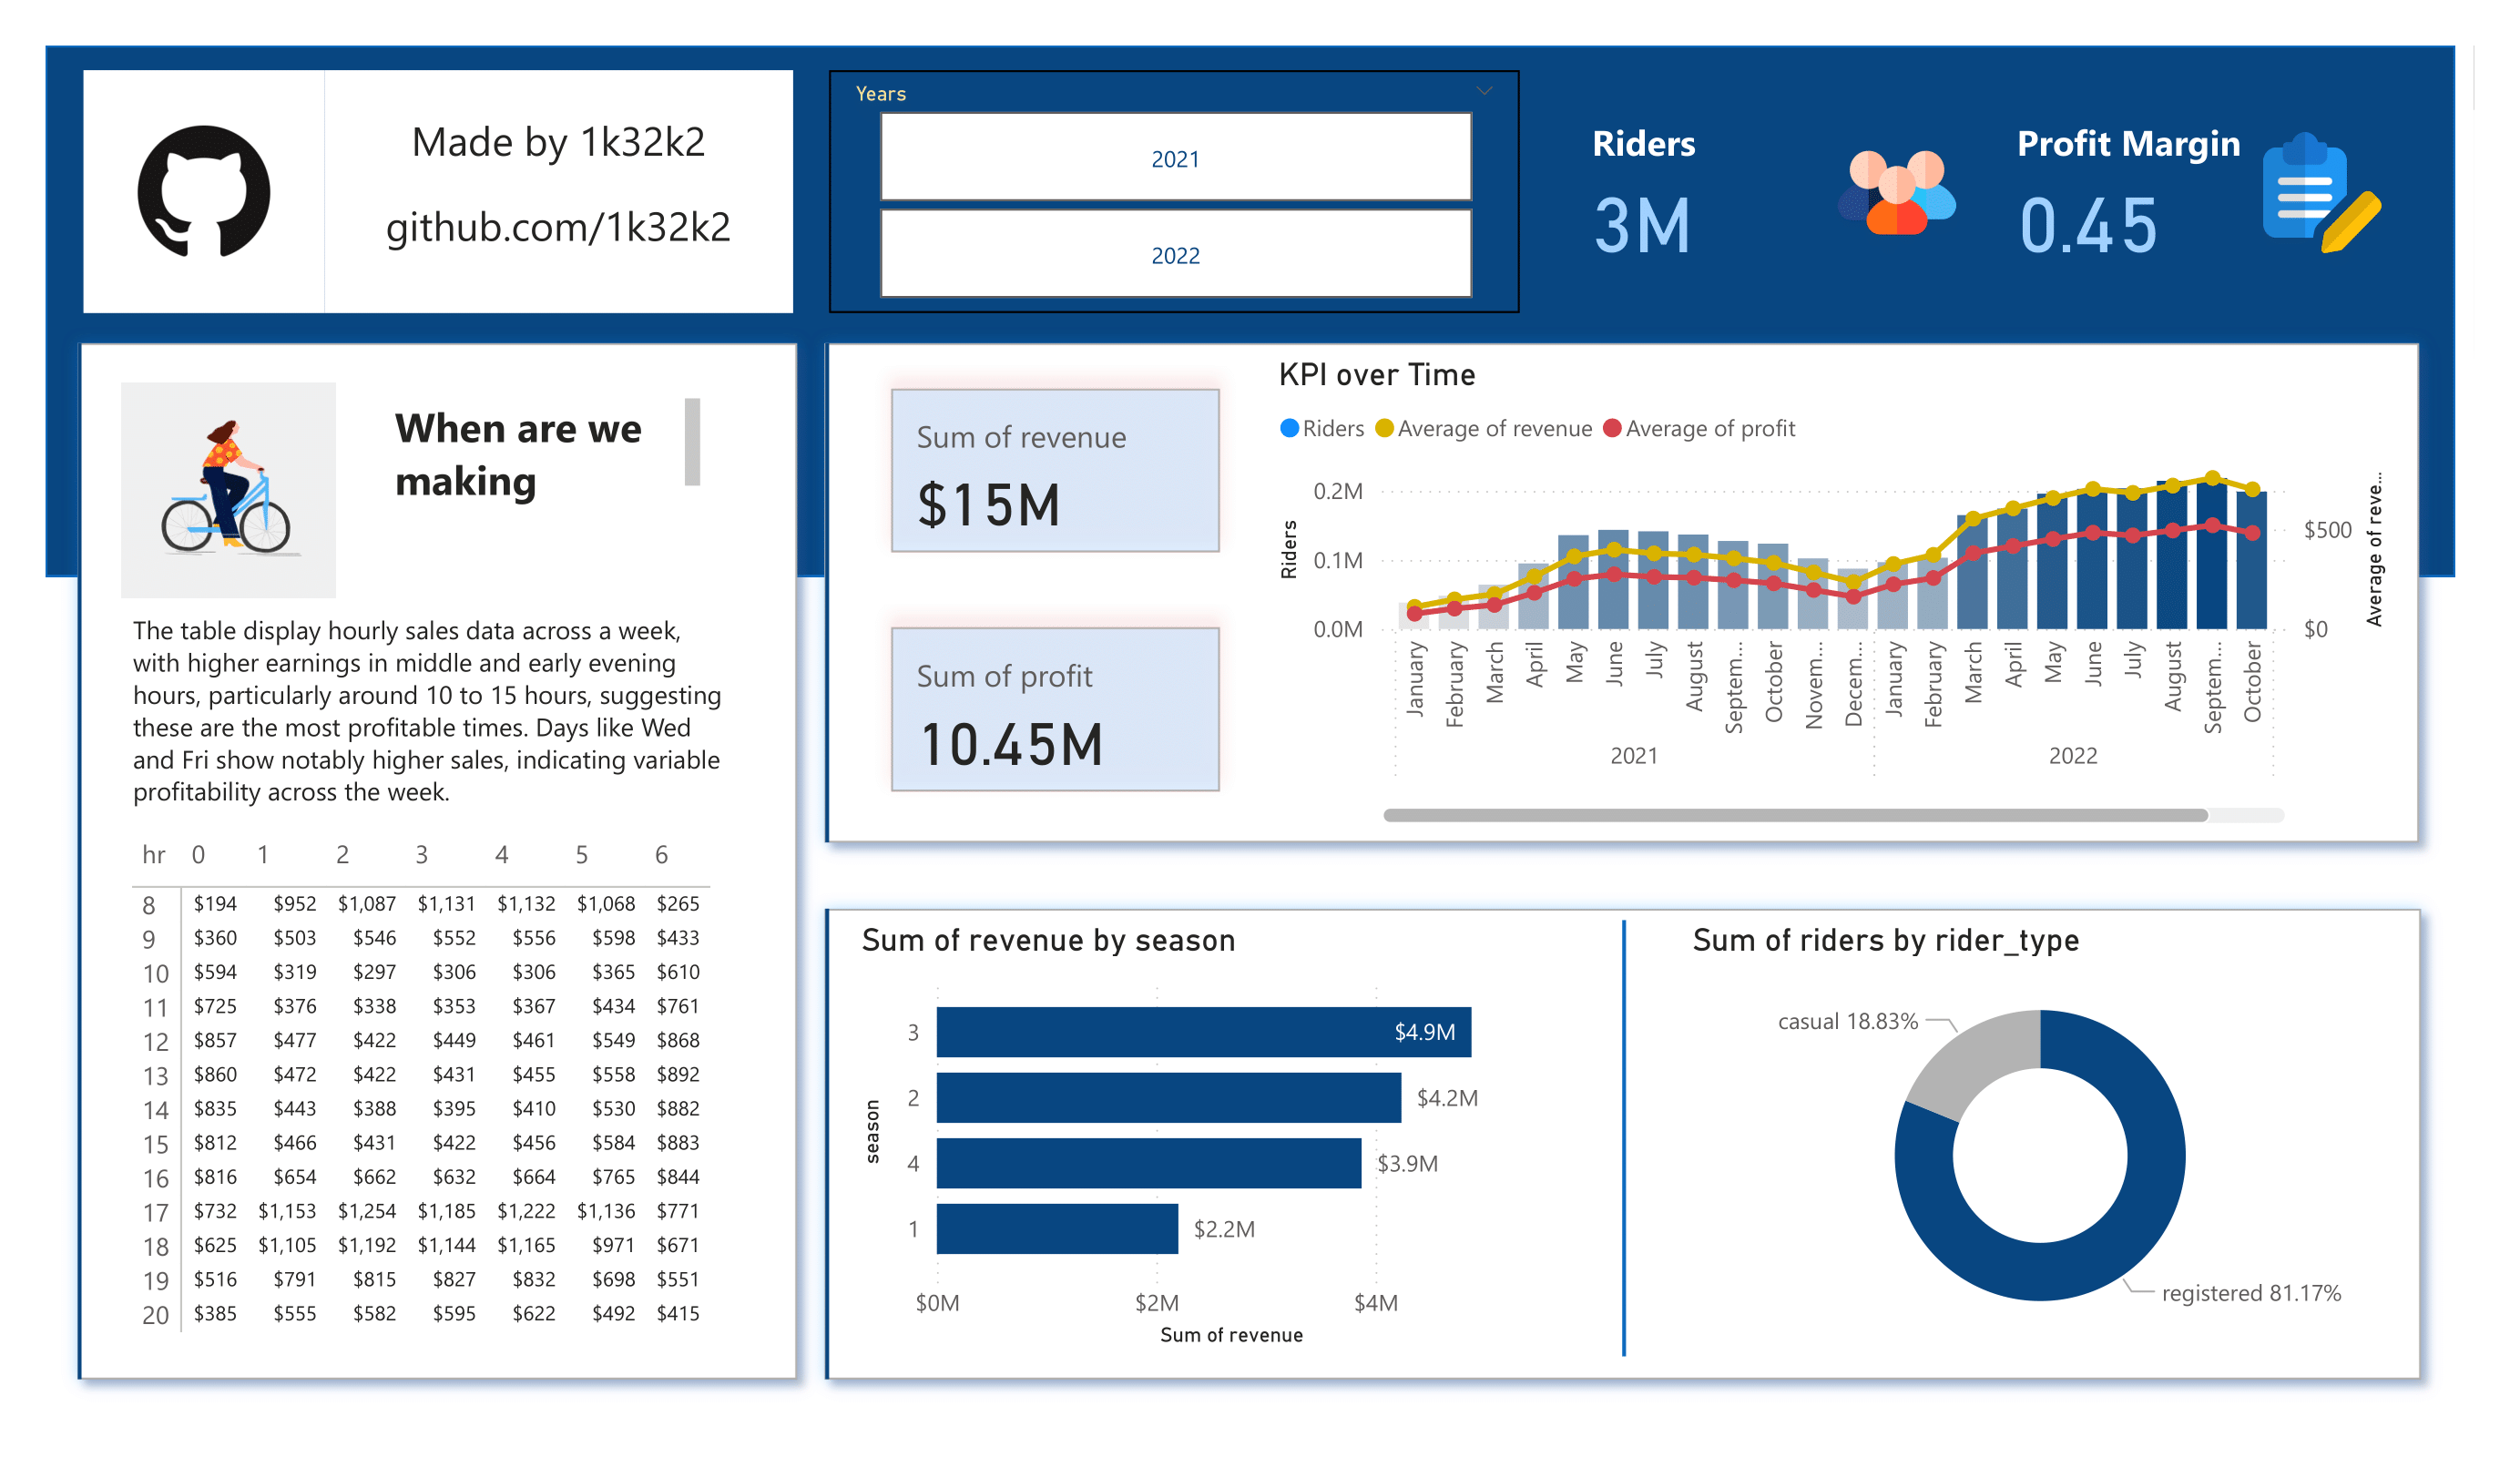 Made by 1k32k2
github.com/1k32k2
Years
2021
2022
Riders
3M
Profit Margin
0.45
When are we
making
The table display hourly sales data across a week,
with higher earnings in middle and early evening
hours, particularly around 10 to 15 hours, suggesting
these are the most profitable times. Days like Wed
and Fri show notably higher sales, indicating variable
profitability across the week.
hr 0 1 2 3 4 5 6
8 $194 $952 $1,087 $1,131 $1,132 $1,068 $265
9 $360 $503 $546 $552 $556 $598 $433
10 $594 $319 $297 $306 $306 $365 $610
11 $725 $376 $338 $353 $367 $434 $761
12 $857 $477 $422 $449 $461 $549 $868
13 $860 $472 $422 $431 $455 $558 $892
14 $835 $443 $388 $395 $410 $530 $882
15 $812 $466 $431 $422 $456 $584 $883
16 $816 $654 $662 $632 $664 $765 $844
17 $732 $1,153 $1,254 $1,185 $1,222 $1,136 $771
18 $625 $1,105 $1,192 $1,144 $1,165 $971 $671
19 $516 $791 $815 $827 $832 $698 $551
20 $385 $555 $582 $595 $622 $492 $415
Sum of revenue
$15M
Sum of profit
10.45M
KPI over Time
Riders Average of revenue Average of profit
Riders
0.2M
0.1M
0.0M
$500
$0
Average of reve...
January February March April May June July August Septem... October Novem... Decem... January February March April May June July August Septem... October
2021 2022
Sum of revenue by season
season
3 $4.9M
2 $4.2M
4 $3.9M
1 $2.2M
$0M $2M $4M
Sum of revenue
Sum of riders by rider_type
casual 18.83%
registered 81.17%